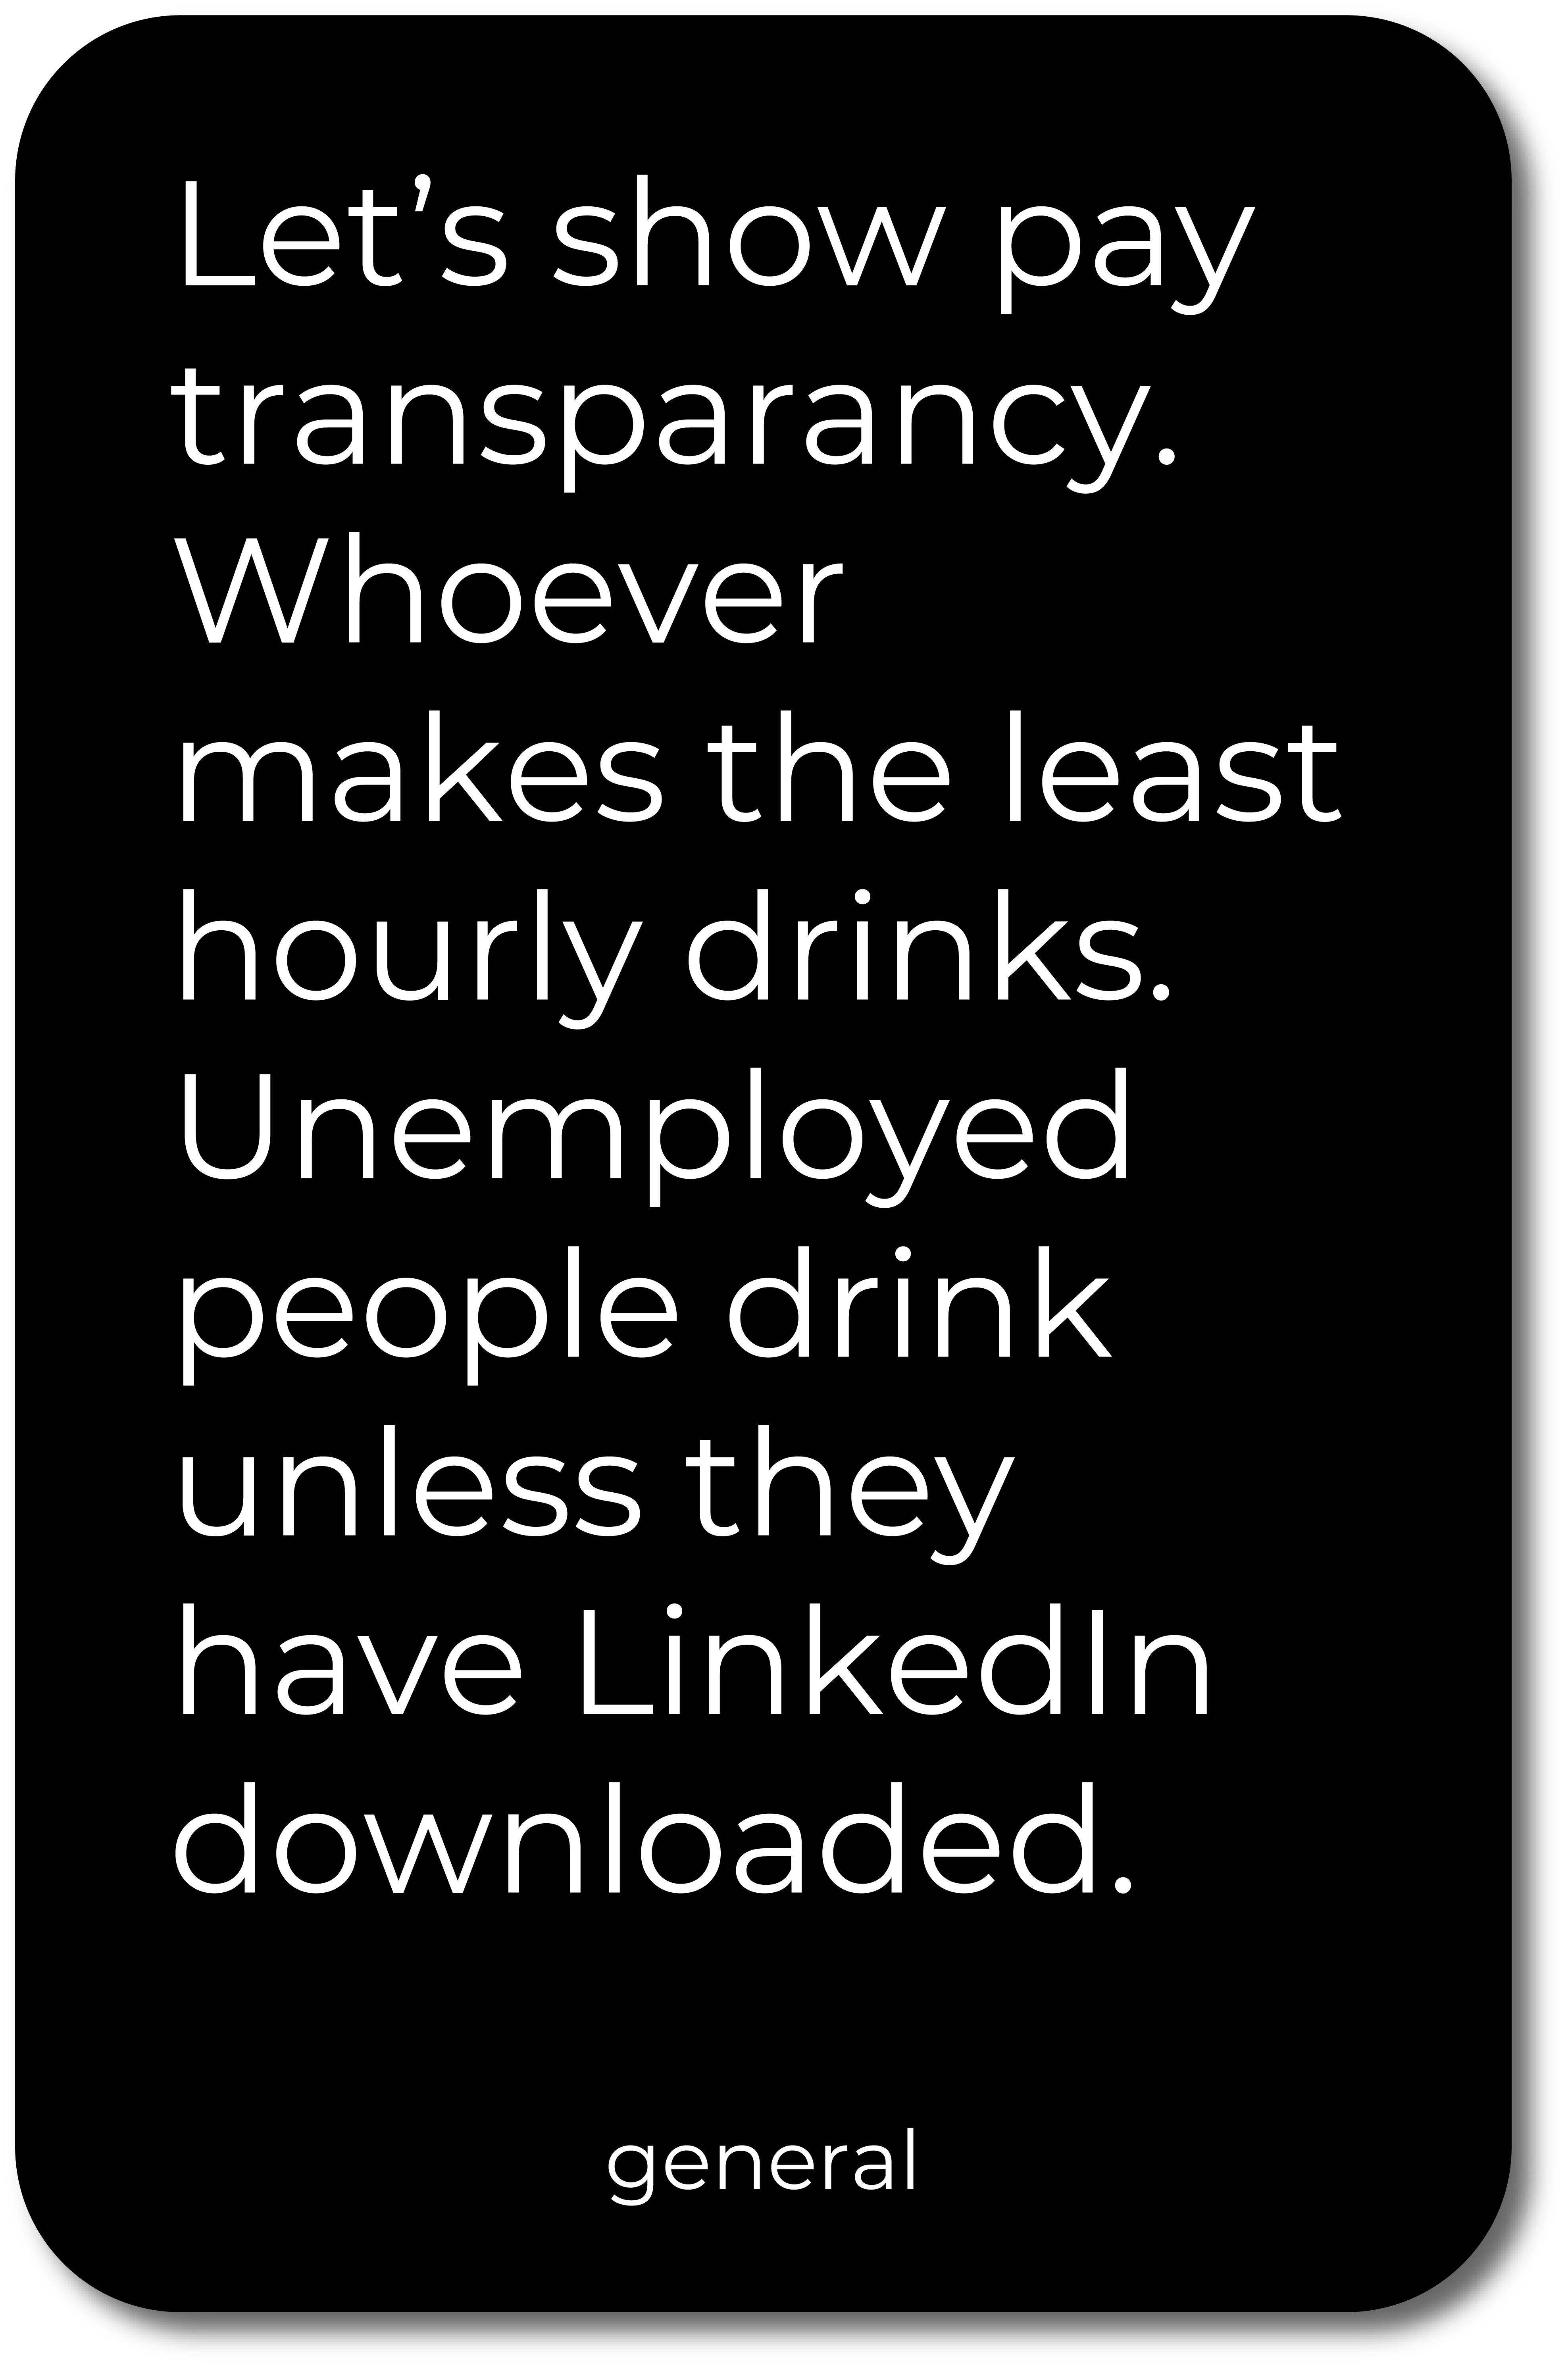 Let’s show pay
transparancy.
Whoever
makes the least
hourly drinks.
Unemployed
people drink
unless they
have LinkedIn
downloaded.
general